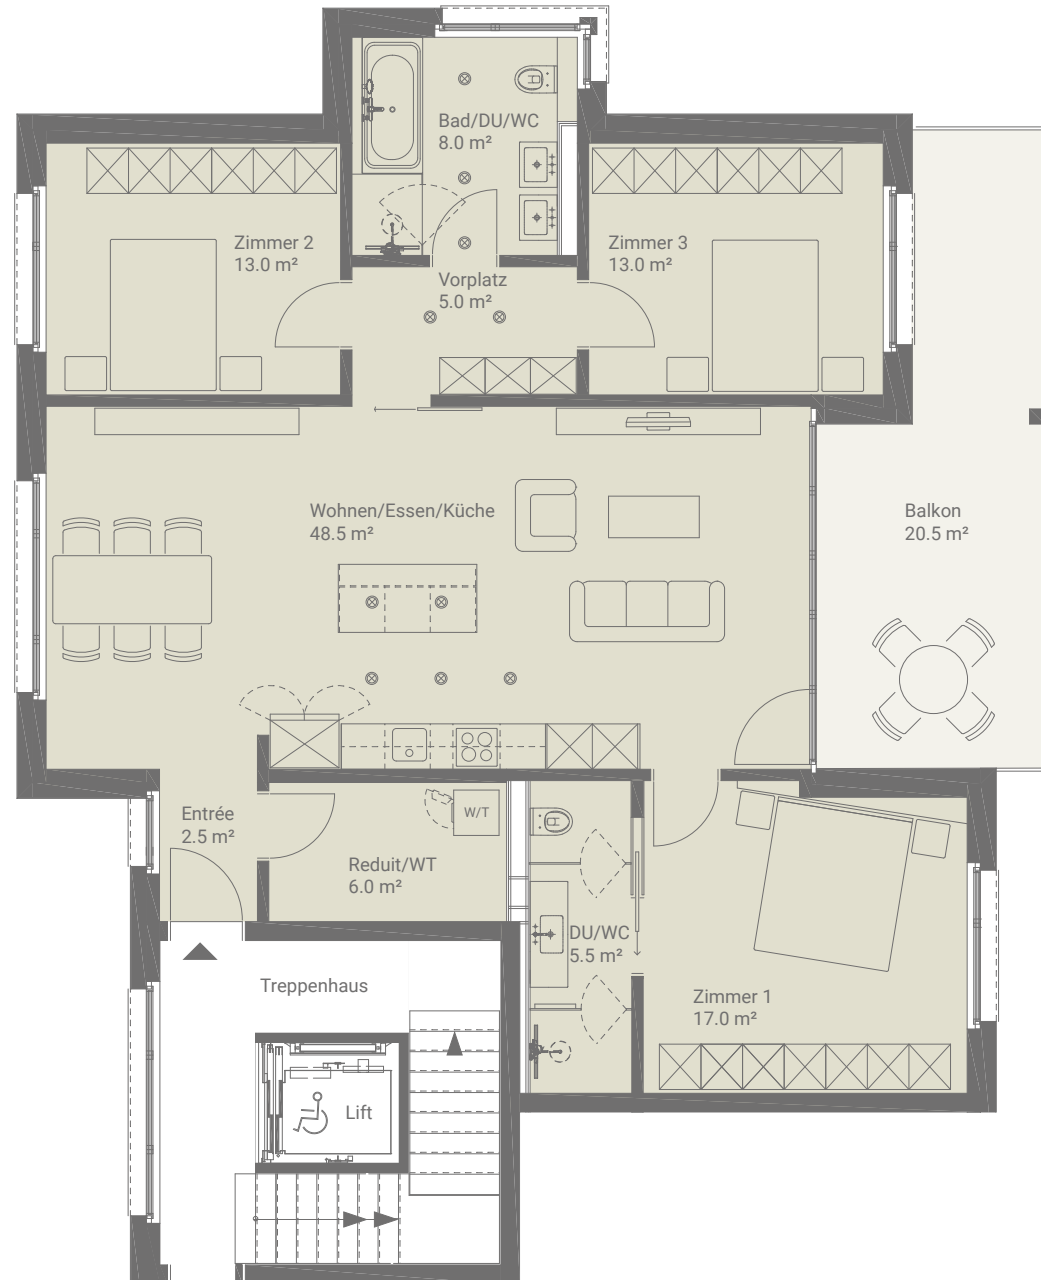 Bad/DU/WC
8.0 m²
Zimmer 2
13.0 m²
Zimmer 3
13.0 m²
Vorplatz
5.0 m²
Wohnen/Essen/Küche
48.5 m²
Balkon
20.5 m²
Entrée
2.5 m²
W/T
Reduit/WT
6.0 m²
DU/WC
5.5 m²
Zimmer 1
17.0 m²
Treppenhaus
Lift